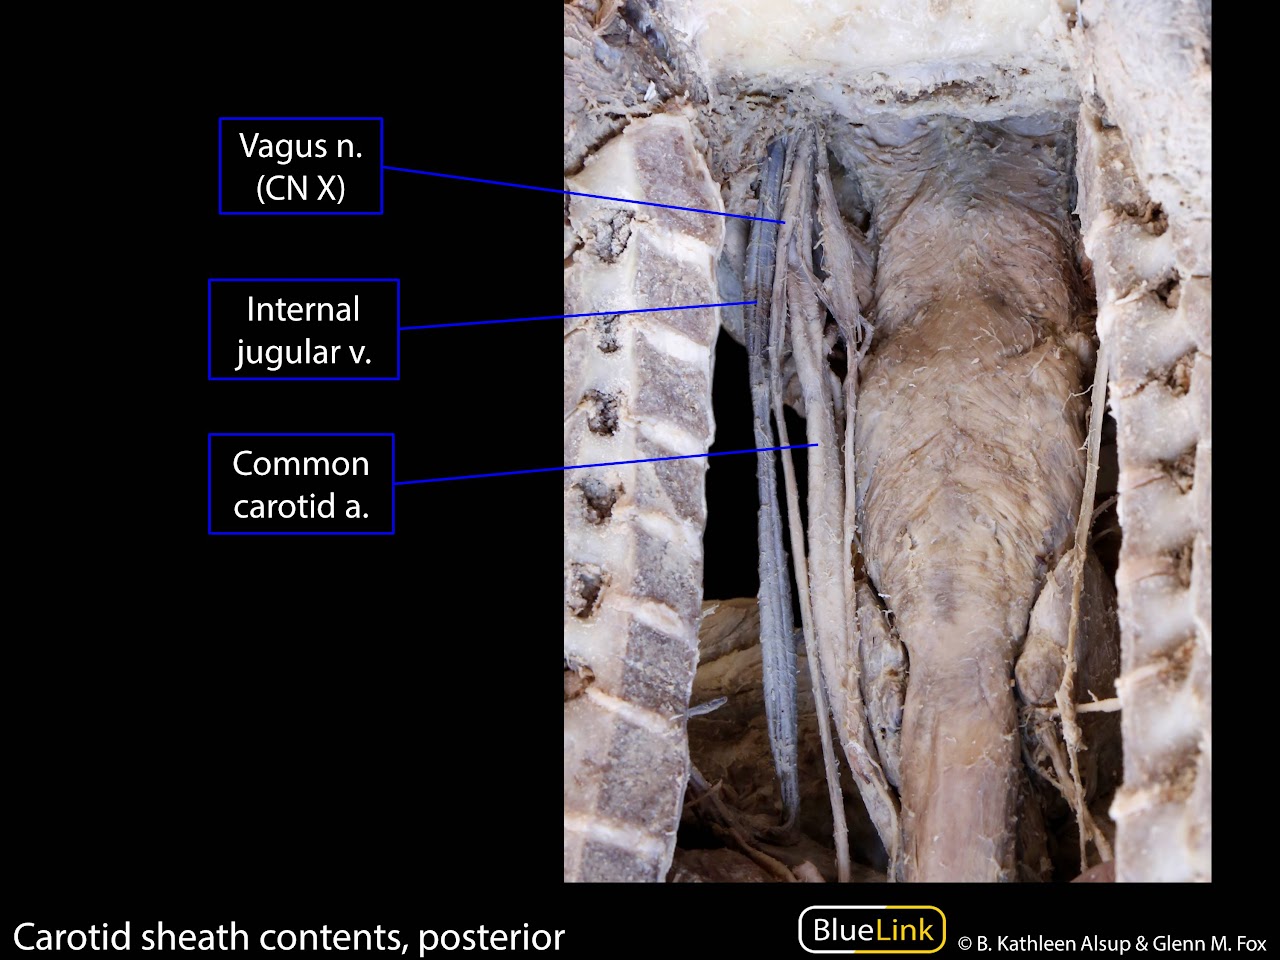 Vagus n.
(CN X)
Internal
jugular v.
Common
carotid a.
Carotid sheath contents, posterior
BlueLink
© B. Kathleen Alsup & Glenn M. Fox